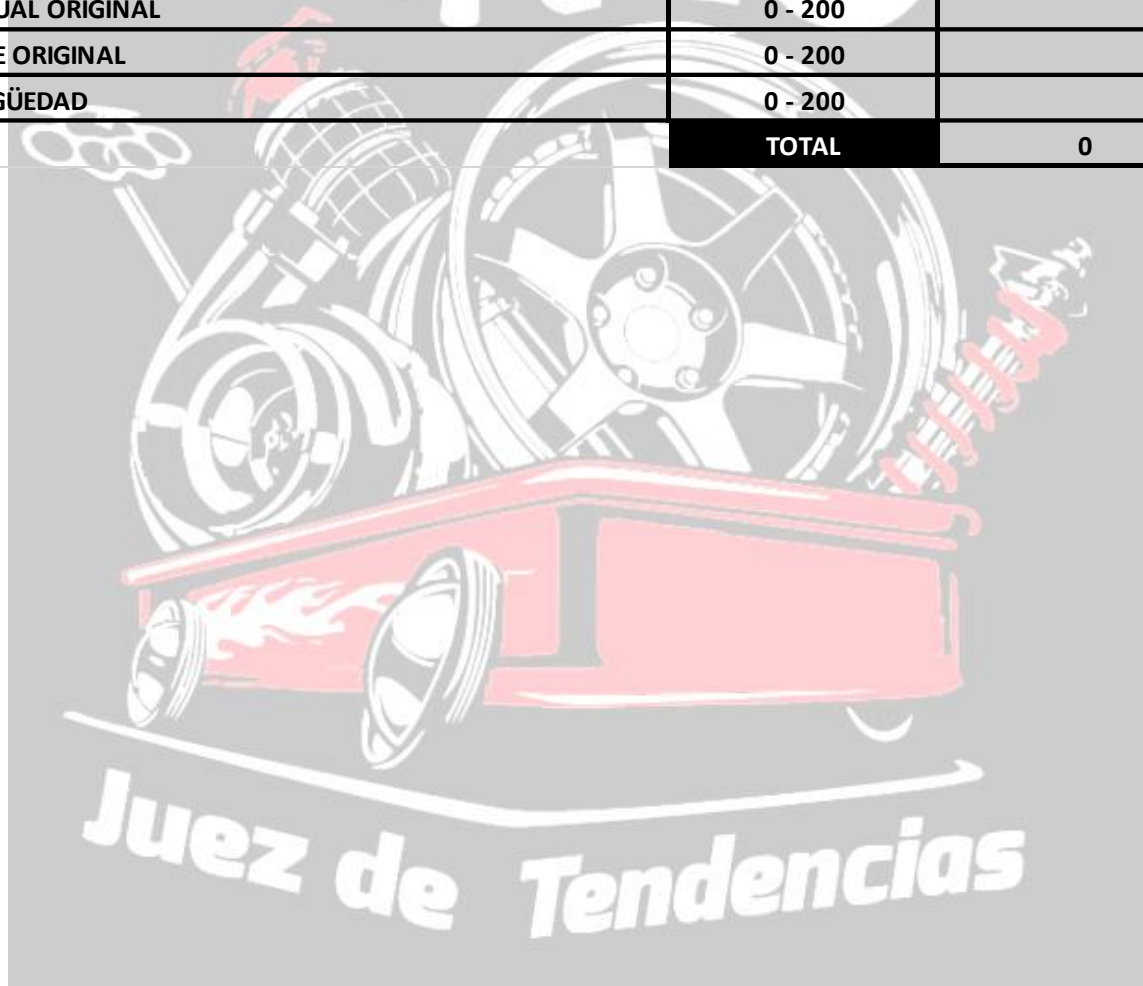 UAL ORIGINAL 0 - 200
E ORIGINAL 0 - 200
GÜEDAD 0 - 200
TOTAL 0
Juez de Tendencias